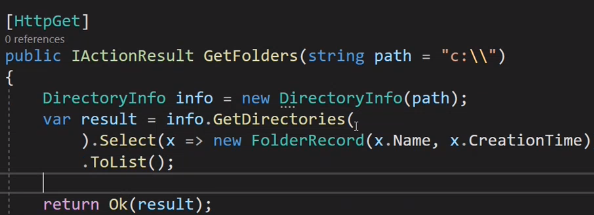 [HttpGet]
0 references
public IActionResult GetFolders(string path = "c:\\")
{
DirectoryInfo info = new DirectoryInfo(path);
var result = info.GetDirectories(
).Select(x => new FolderRecord(x.Name, x.CreationTime)
.ToList();
return Ok(result);